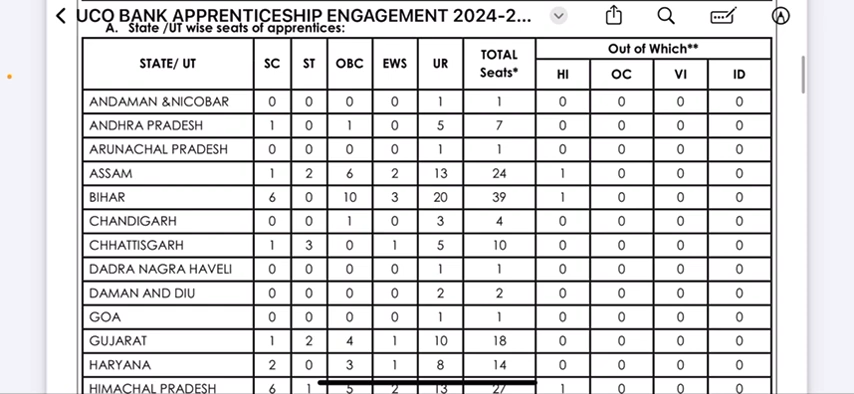 UCO BANK APPRENTICESHIP ENGAGEMENT 2024-2...
A. State /UT wise seats of apprentices:
STATE/ UT SC ST OBC EWS UR TOTAL Seats* Out of Which**
HI OC VI ID
ANDAMAN &NICOBAR 0 0 0 0 1 1 0 0 0 0
ANDHRA PRADESH 1 0 1 0 5 7 0 0 0 0
ARUNACHAL PRADESH 0 0 0 0 1 1 0 0 0 0
ASSAM 1 2 6 2 13 24 1 0 0 0
BIHAR 6 0 10 3 20 39 1 0 0 0
CHANDIGARH 0 0 1 0 3 4 0 0 0 0
CHHATTISGARH 1 3 0 1 5 10 0 0 0 0
DADRA NAGRA HAVELI 0 0 0 0 1 1 0 0 0 0
DAMAN AND DIU 0 0 0 0 2 2 0 0 0 0
GOA 0 0 0 0 1 1 0 0 0 0
GUJARAT 1 2 4 1 10 18 0 0 0 0
HARYANA 2 0 3 1 8 14 0 0 0 0
HIMACHAL PRADESH 6 1 5 2 13 27 1 0 0 0